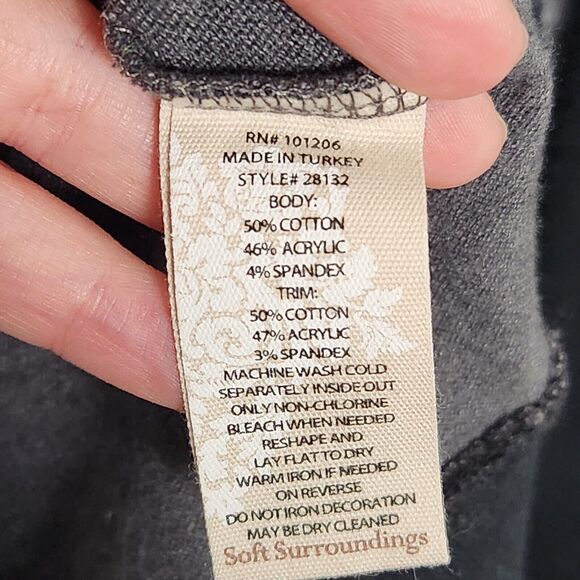 RN# 101206
MADE IN TURKEY
STYLE# 28132
BODY:
50% COTTON
46% ACRYLIC
4% SPANDEX
TRIM:
50% COTTON
47% ACRYLIC
3% SPANDEX
MACHINE WASH COLD
SEPARATELY INSIDE OUT
ONLY NON-CHLORINE
BLEACH WHEN NEEDED
RESHAPE AND
LAY FLAT TO DRY
WARM IRON IF NEEDED
ON REVERSE
DO NOT IRON DECORATION
MAY BE DRY CLEANED
Soft Surroundings